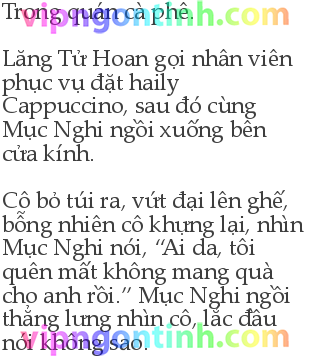 vipngontinh.com
Trong quán cà phê.
Lăng Tử Hoan gọi nhân viên
phục vụ đặt haily
Cappuccino, sau đó cùng
Mục Nghi ngồi xuống bên
cửa kính.
Cô bỏ túi ra, vứt đại lên ghế,
bỗng nhiên cô khựng lại, nhìn
Mục Nghi nói, “Ai da, tôi
quên mất không mang quà
cho anh rồi.” Mục Nghi ngồi
thẳng lưng nhìn cô, lắc đầu
nói không sao.
vipngontinh.com